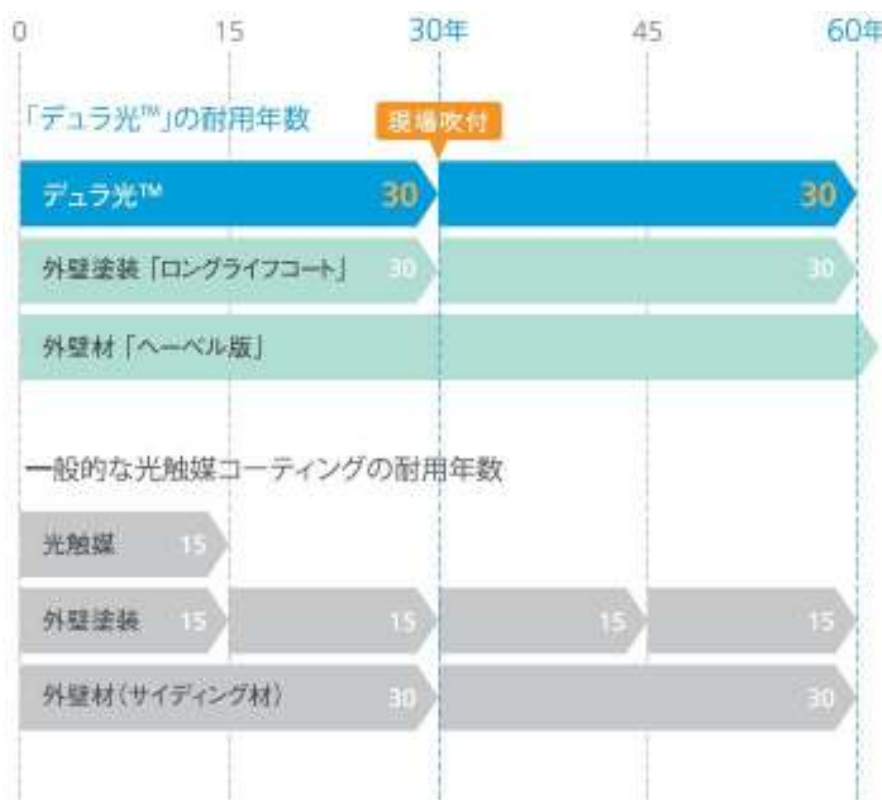 0 15 30年 45 60年
「デュラ光™」の耐用年数
現場吹付
デュラ光™ 30 30
外壁塗装「ロングライフコート」 30 30
外壁材「ヘーベル版」
一般的な光触媒コーティングの耐用年数
光触媒 15
外壁塗装 15 15 15 15
外壁材(サイディング材) 30 30